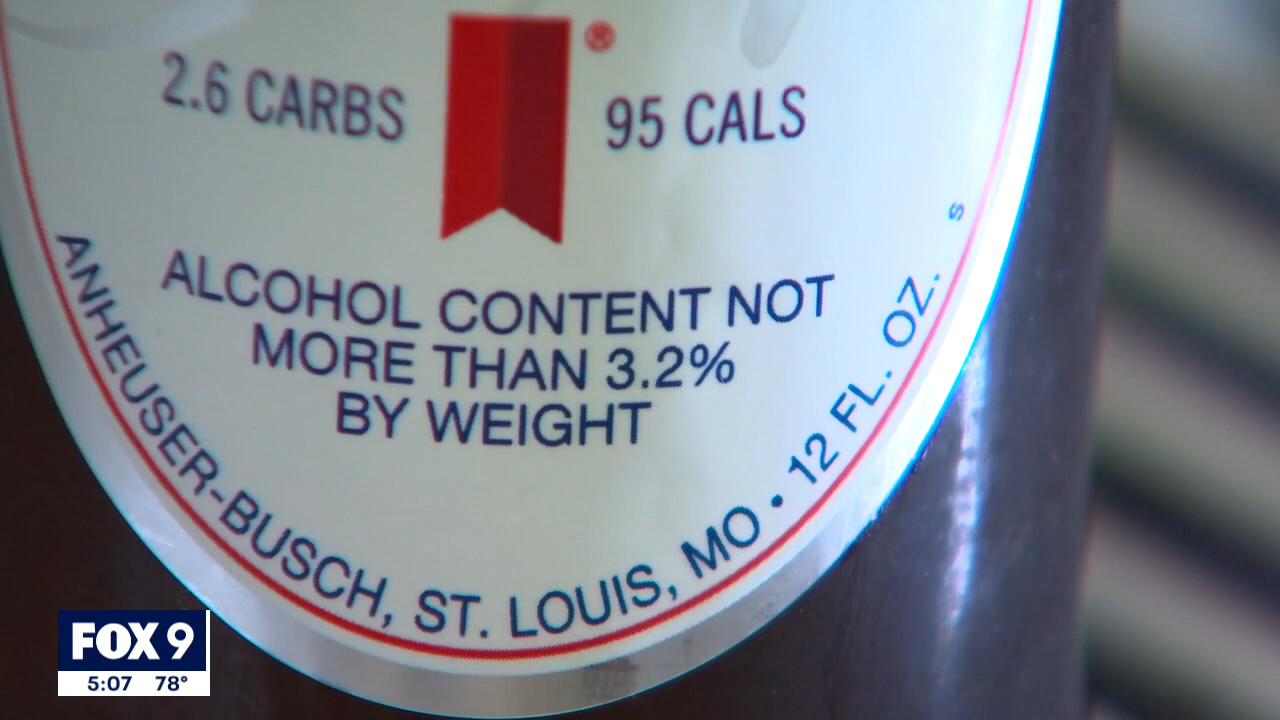 ®
2.6 CARBS
95 CALS
ALCOHOL CONTENT NOT
MORE THAN 3.2%
BY WEIGHT
ANHEUSER-BUSCH, ST. LOUIS, MO • 12 FL. OZ.
s
FOX 9
5:07 78°